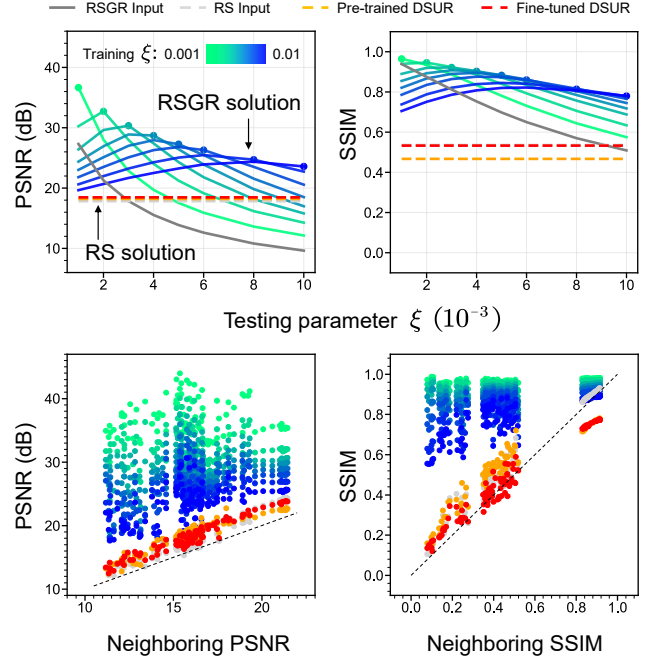 RSGR Input RS Input Pre-trained DSUR Fine-tuned DSUR
PSNR (dB)
40
30
20
10
Training ξ: 0.001 0.01
RSGR solution
RS solution
2 4 6 8 10
SSIM
1.0
0.8
0.6
0.4
0.2
0.0
0 2 4 6 8 10
Testing parameter ξ (10⁻³)
PSNR (dB)
40
30
20
10
10 15 20
Neighboring PSNR
SSIM
1.0
0.8
0.6
0.4
0.2
0.0
0.0 0.2 0.4 0.6 0.8 1.0
Neighboring SSIM